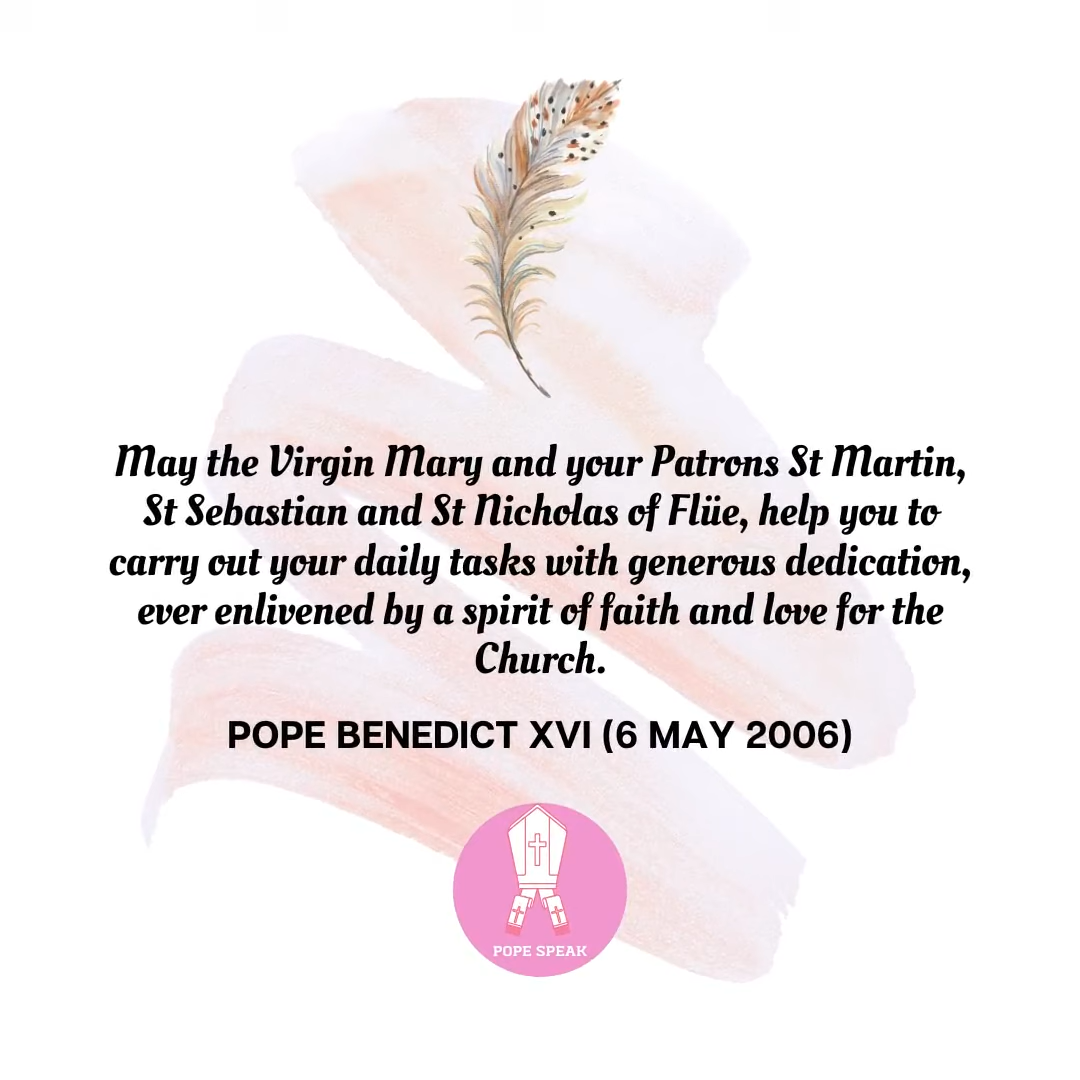 May the Virgin Mary and your Patrons St Martin,
St Sebastian and St Nicholas of Flüe, help you to
carry out your daily tasks with generous dedication,
ever enlivened by a spirit of faith and love for the
Church.
POPE BENEDICT XVI (6 MAY 2006)
POPE SPEAK